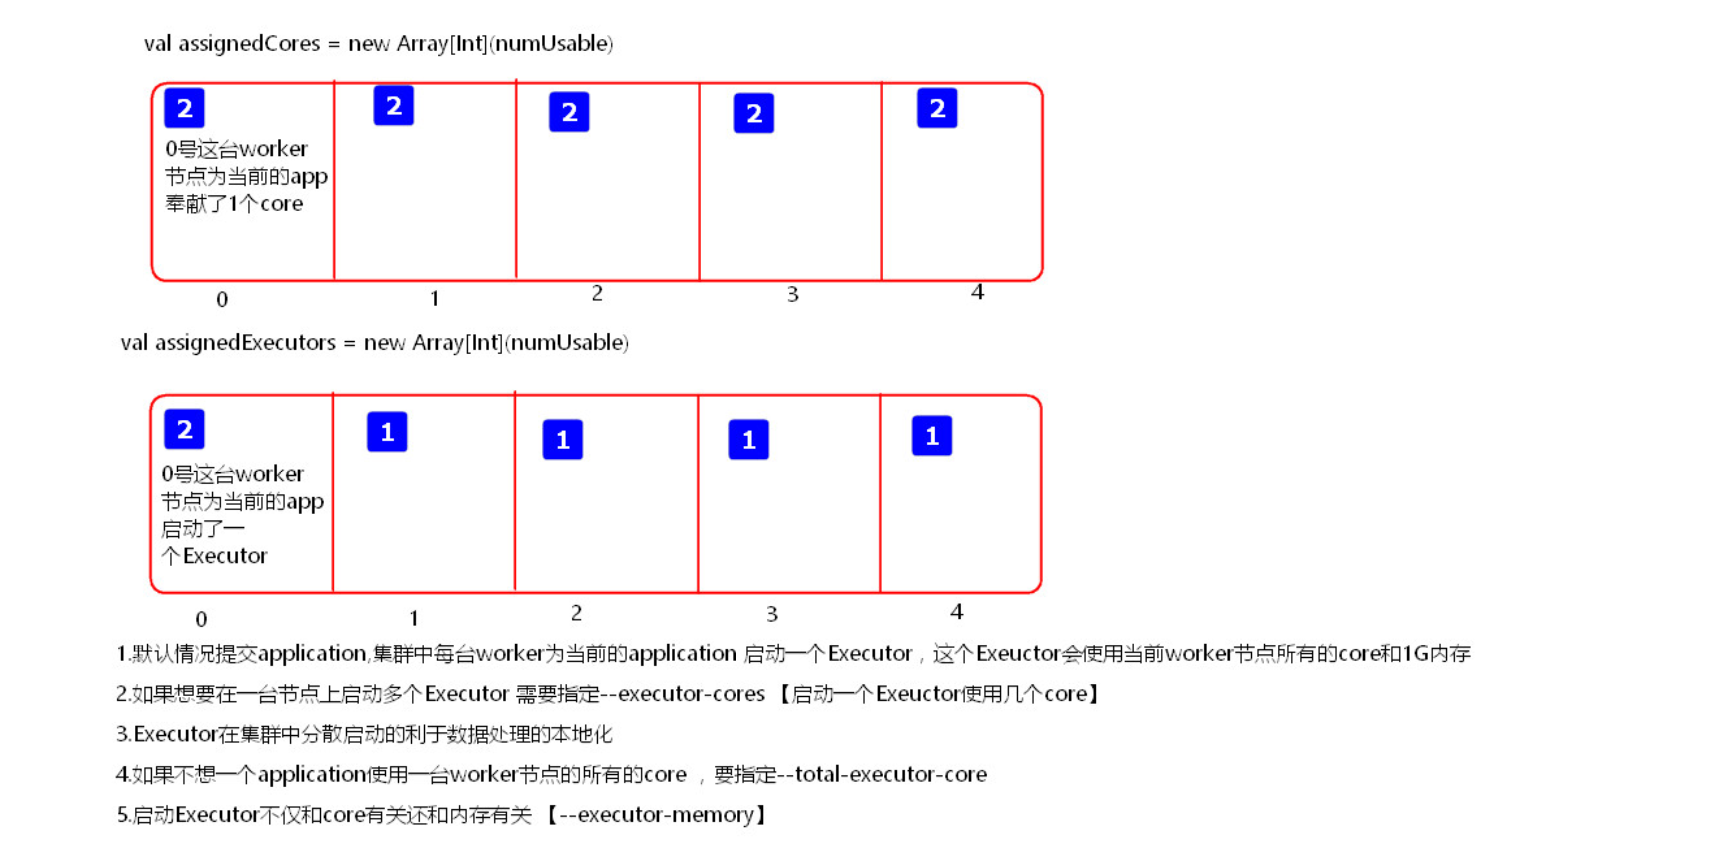 val assignedCores = new Array[Int](numUsable)
2 2 2 2 2
0号这台worker
节点为当前的app
奉献了1个core
0 1 2 3 4
val assignedExecutors = new Array[Int](numUsable)
2 1 1 1 1
0号这台worker
节点为当前的app
启动了一
个Executor
0 1 2 3 4
1.默认情况提交application,集群中每台worker为当前的application 启动一个Executor，这个Exeuctor会使用当前worker节点所有的core和1G内存
2.如果想要在一台节点上启动多个Executor 需要指定--executor-cores 【启动一个Exeuctor使用几个core】
3.Executor在集群中分散启动的利于数据处理的本地化
4.如果不想一个application使用一台worker节点的所有的core ，要指定--total-executor-core
5.启动Executor不仅和core有关还和内存有关 【--executor-memory】